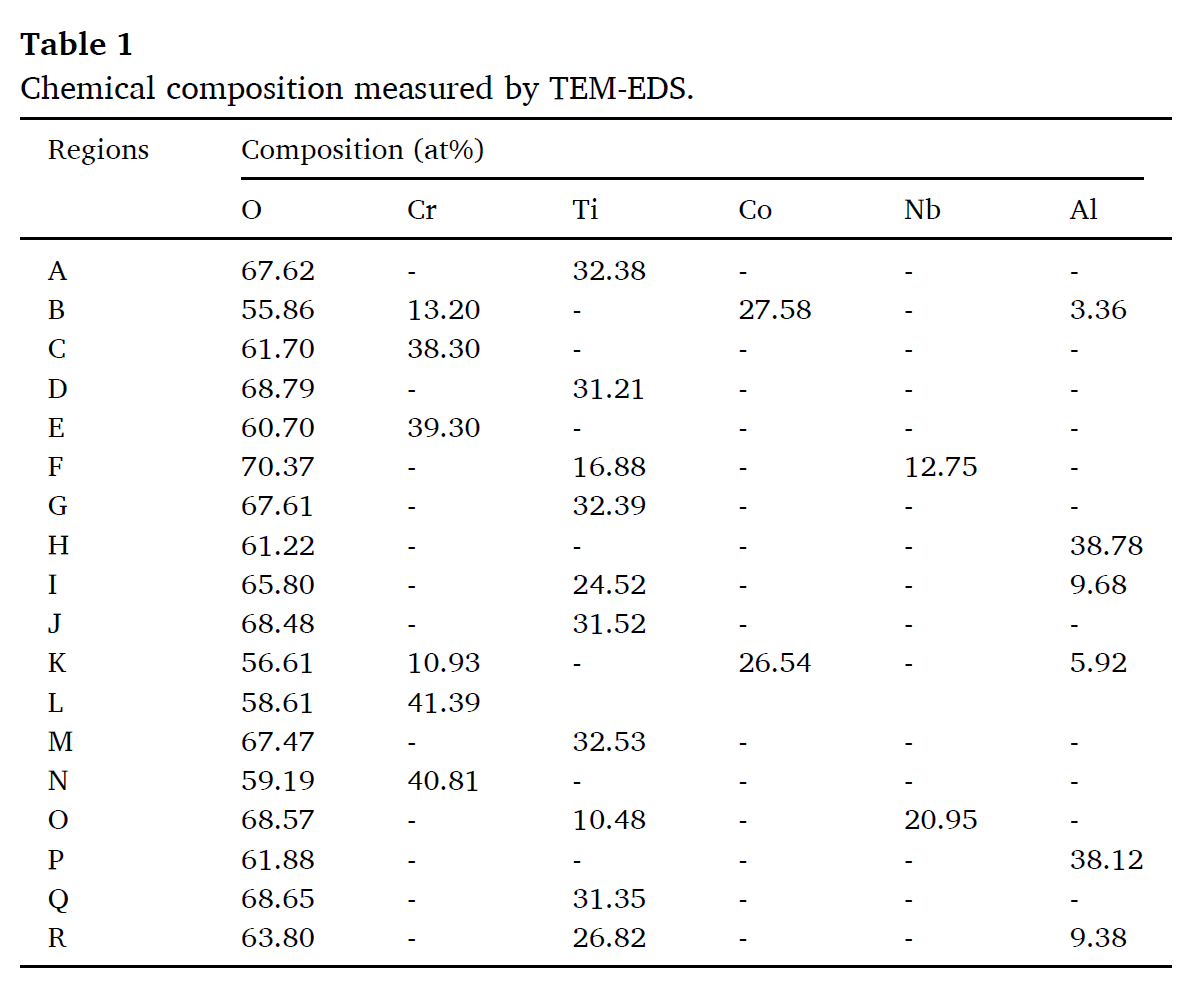 Table 1
Chemical composition measured by TEM-EDS.
Regions Composition (at%)
O Cr Ti Co Nb Al
A 67.62 - 32.38 - - -
B 55.86 13.20 - 27.58 - 3.36
C 61.70 38.30 - - - -
D 68.79 - 31.21 - - -
E 60.70 39.30 - - - -
F 70.37 - 16.88 - 12.75 -
G 67.61 - 32.39 - - -
H 61.22 - - - - 38.78
I 65.80 - 24.52 - - 9.68
J 68.48 - 31.52 - - -
K 56.61 10.93 - 26.54 - 5.92
L 58.61 41.39
M 67.47 - 32.53 - - -
N 59.19 40.81 - - - -
O 68.57 - 10.48 - 20.95 -
P 61.88 - - - - 38.12
Q 68.65 - 31.35 - - -
R 63.80 - 26.82 - - 9.38